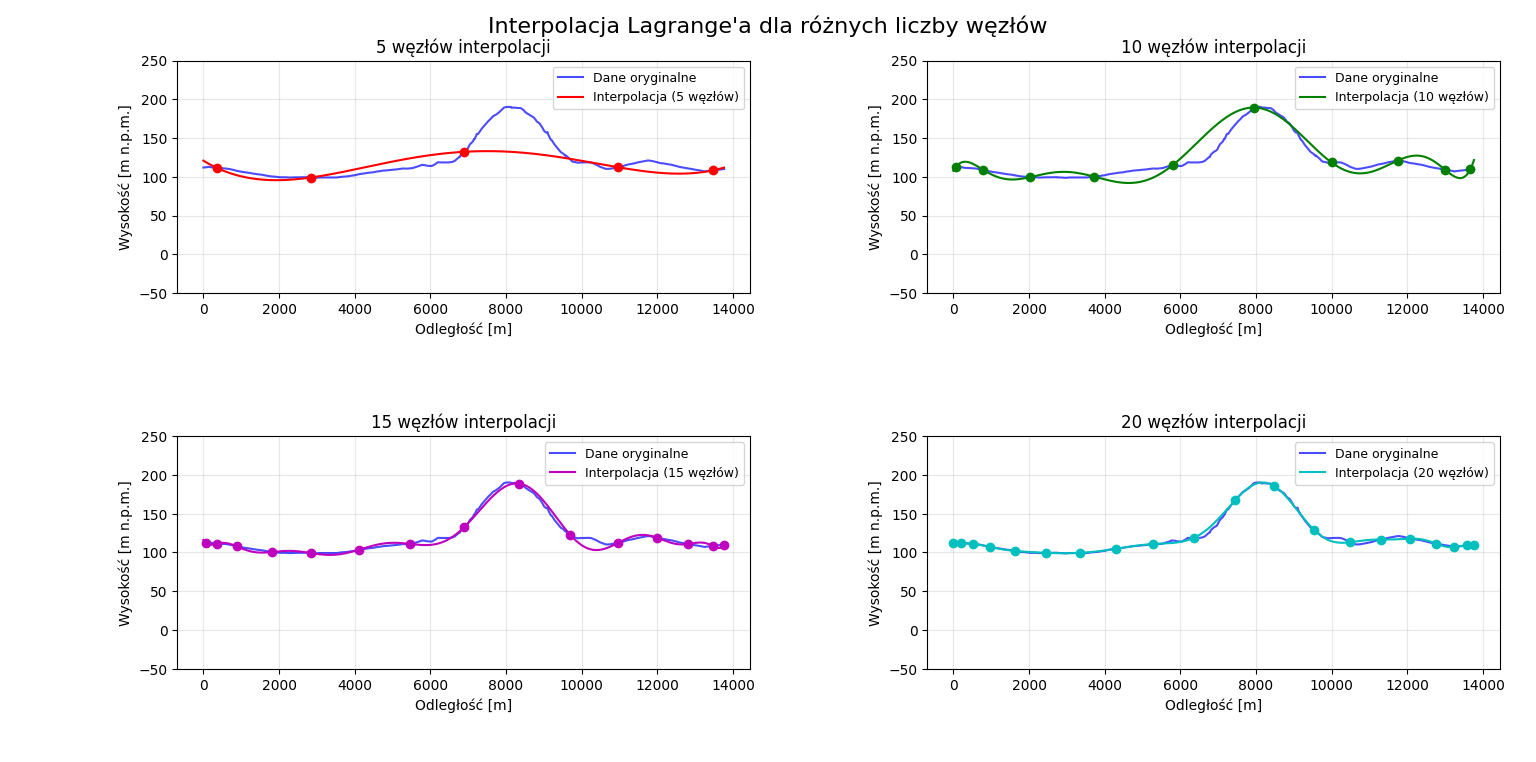 Interpolacja Lagrange'a dla różnych liczby węzłów
5 węzłów interpolacji
250
200
150
100
50
0
−50
Wysokość [m n.p.m.]
Dane oryginalne
Interpolacja (5 węzłów)
0 2000 4000 6000 8000 10000 12000 14000
Odległość [m]
10 węzłów interpolacji
250
200
150
100
50
0
−50
Wysokość [m n.p.m.]
Dane oryginalne
Interpolacja (10 węzłów)
0 2000 4000 6000 8000 10000 12000 14000
Odległość [m]
15 węzłów interpolacji
250
200
150
100
50
0
−50
Wysokość [m n.p.m.]
Dane oryginalne
Interpolacja (15 węzłów)
0 2000 4000 6000 8000 10000 12000 14000
Odległość [m]
20 węzłów interpolacji
250
200
150
100
50
0
−50
Wysokość [m n.p.m.]
Dane oryginalne
Interpolacja (20 węzłów)
0 2000 4000 6000 8000 10000 12000 14000
Odległość [m]